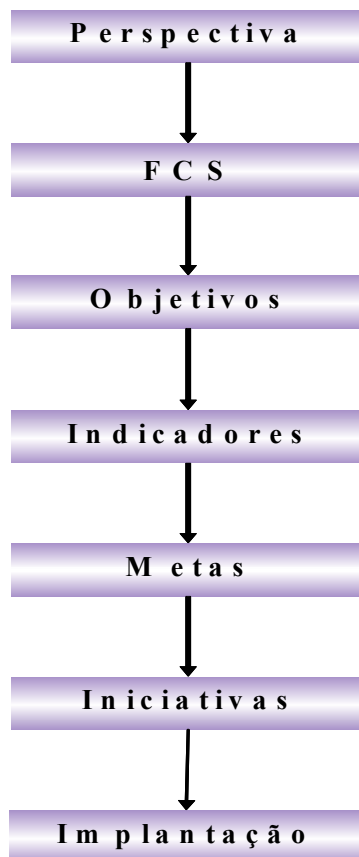 Perspectiva
FCS
Objetivos
Indicadores
Metas
Iniciativas
Implantação